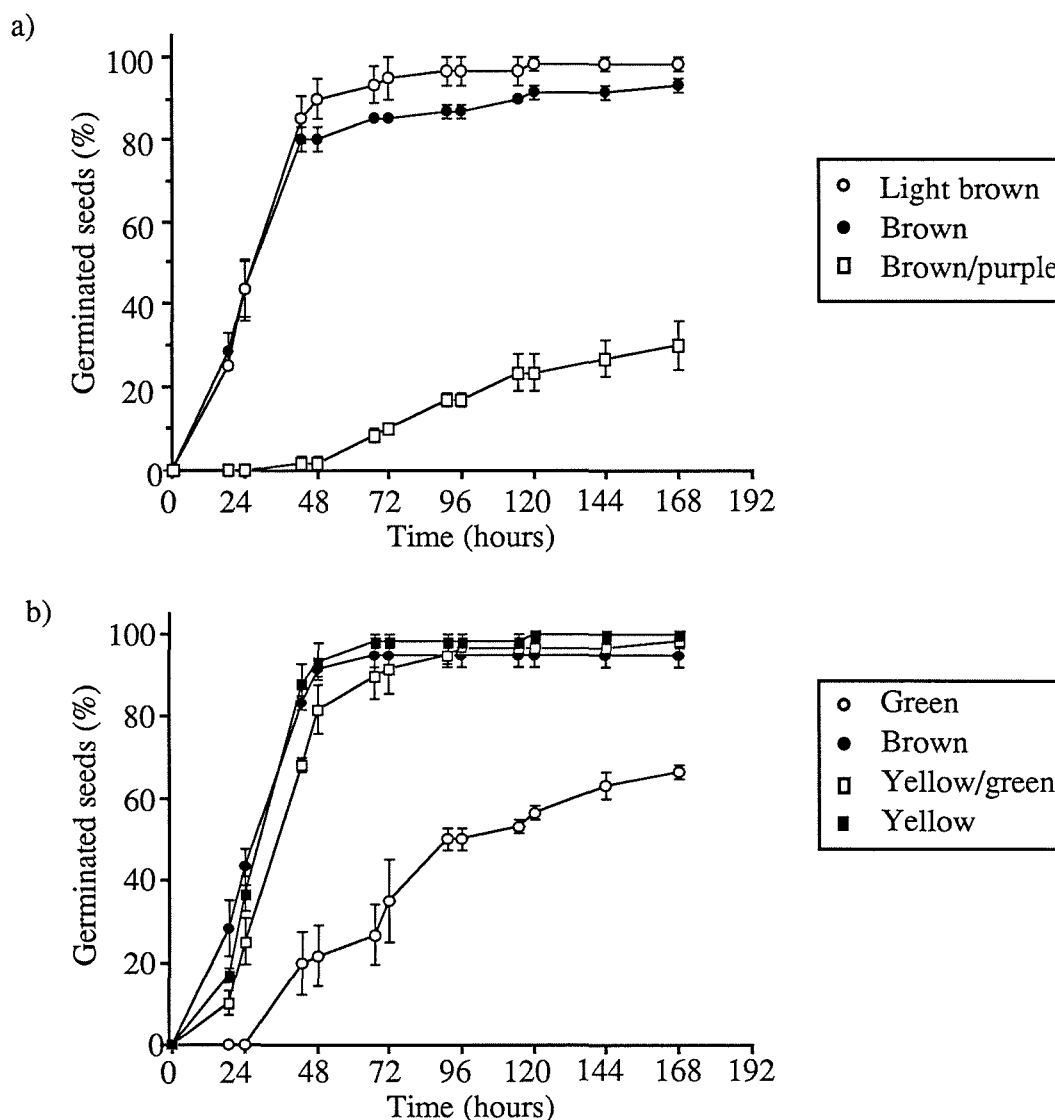 a)
100
80
60
40
20
0
Germinated seeds (%)
0 24 48 72 96 120 144 168 192
Time (hours)
Light brown
Brown
Brown/purple
b)
100
80
60
40
20
0
Germinated seeds (%)
0 24 48 72 96 120 144 168 192
Time (hours)
Green
Brown
Yellow/green
Yellow